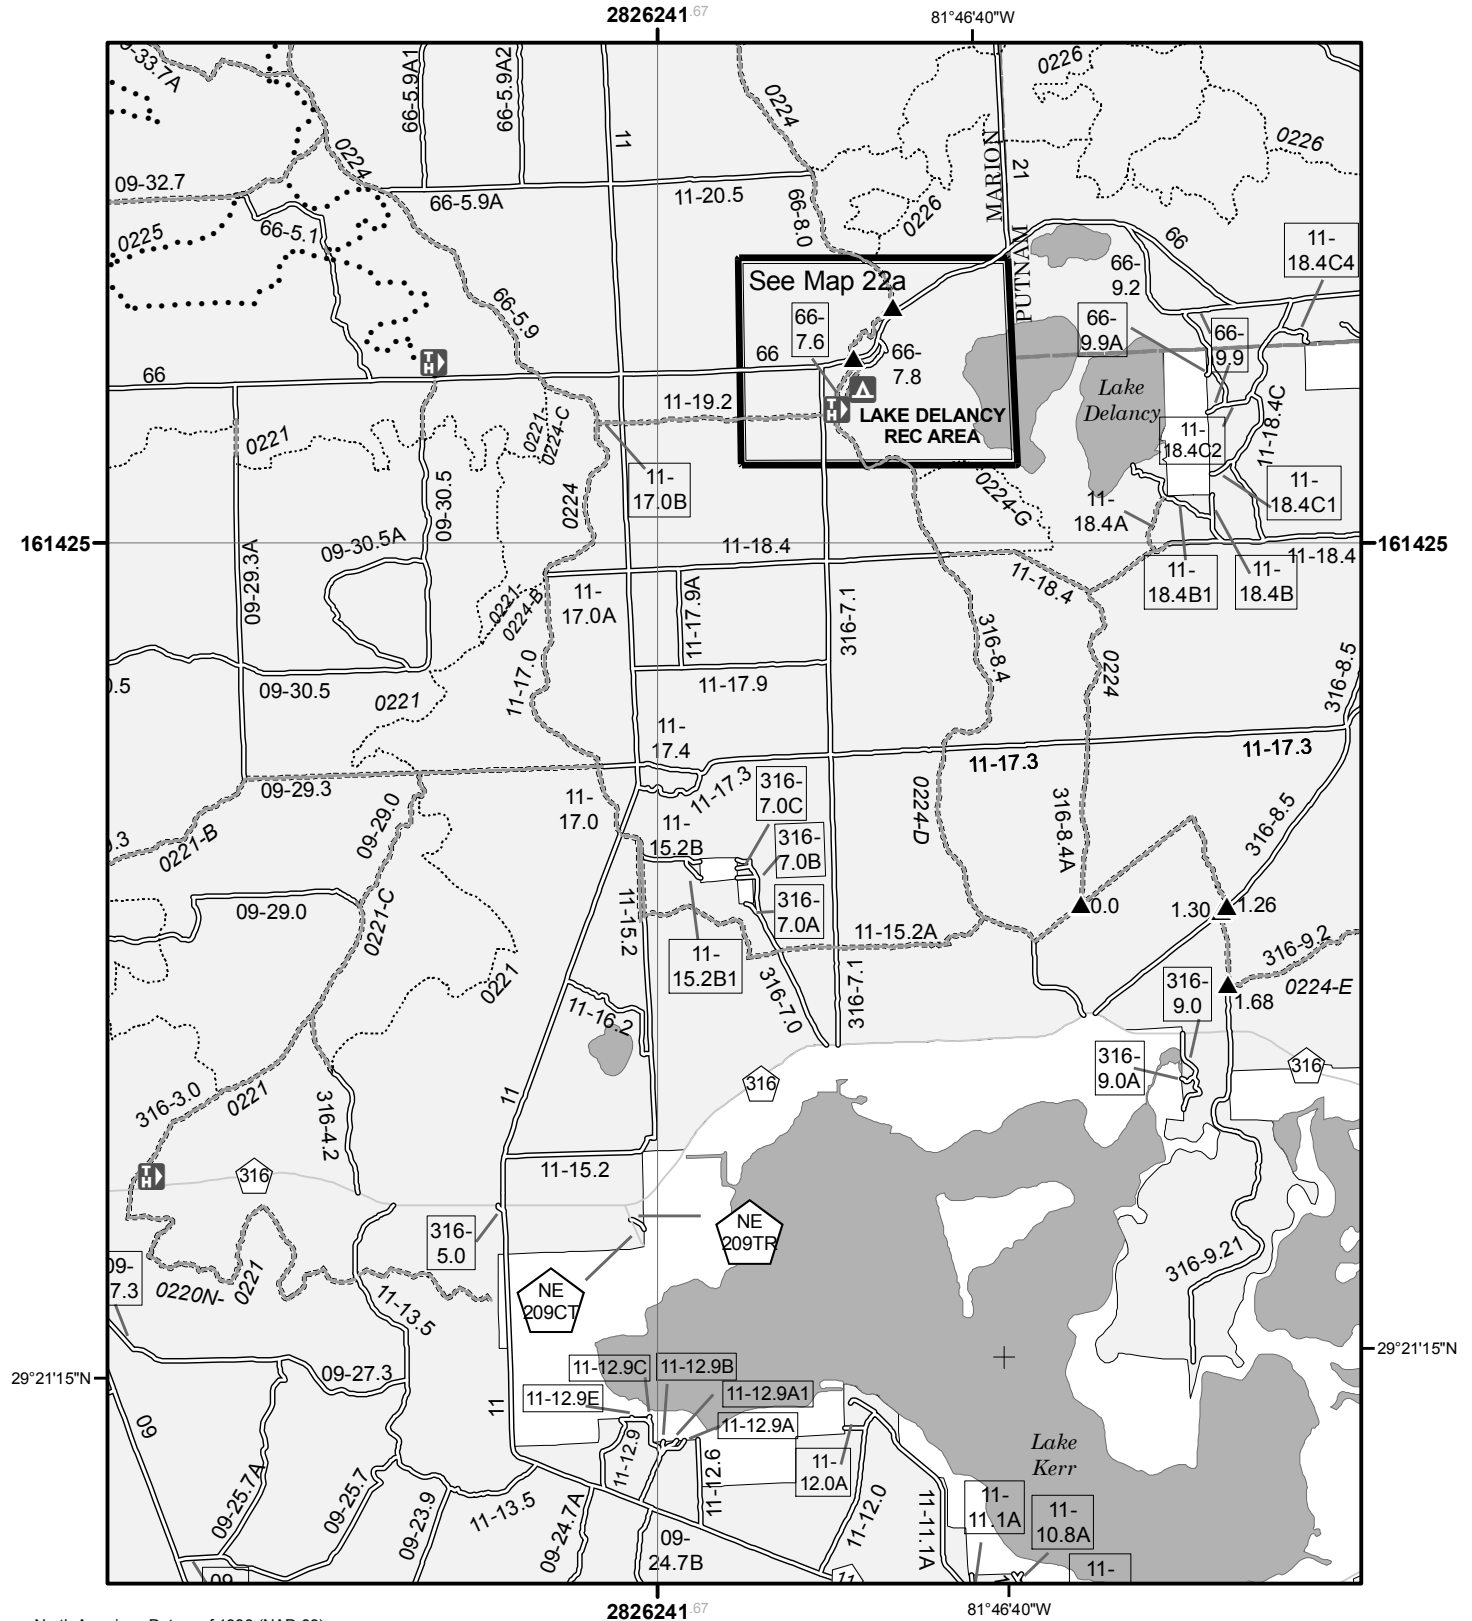 2826241 .67
81°46'40"W
-33.7A
66-5.9A1
66-5.9A2
0224
11
0224
0226
0226
MARION
21
PUTNAM
09-32.7
66-5.9A
11-20.5
66-8.0
0226
66
0225
66-5.1
66-5.9
See Map 22a
66-
7.6
66-
7.8
66
66
66-
9.2
66-
9.9A
66-
9.9
11-
18.4C4
TH
TH
LAKE DELANCY
REC AREA
Lake
Delancy
11-19.2
0221-
0224-C
0221
09-30.5
0224
11-
17.0B
0224-G
11-
18.4A
11-
18.4C2
11-18.4C
11-
18.4C1
161425
161425
09-29.3A
09-30.5A
11-18.4
11-18.4
11-18.4
11-
18.4B1
11-
18.4B
0221-
0224-B
11-
17.0A
11-17.9A
316-7.1
316-8.4
0224
316-8.5
0.5
09-30.5
0221
11-17.0
11-17.9
11-
17.4
11-17.3
11-17.3
11-17.3
09-29.3
11-
17.0
11-
15.2B
316-
7.0C
316-
7.0B
316-
7.0A
0224-D
316-8.4A
316-8.5
.3
0221-B
09-29.0
09-29.0
0221-C
0221
11-15.2
11-
15.2B1
11-15.2A
316-7.0
316-7.1
0.0
1.30
1.26
316-9.2
0224-E
1.68
316-
9.0
316-
9.0A
316
316
11-16.2
11
316-3.0
0221
316-4.2
TH
316
11-15.2
316-
5.0
NE
209TR
NE
209CT
316-9.21
09-
7.3
0220N-
0221
11-13.5
29°21'15"N
29°21'15"N
09-27.3
11-12.9C
11-12.9B
11-12.9E
11-12.9A1
11-12.9A
11
09
09-25.7A
09-25.7
09-23.9
11-13.5
09-24.7A
11-12.9
11-12.6
09-
24.7B
11-
12.0A
11-12.0
11-11.1A
11-
11.1A
11-
10.8A
11-
Lake
Kerr
09
11
2826241 .67
81°46'40"W